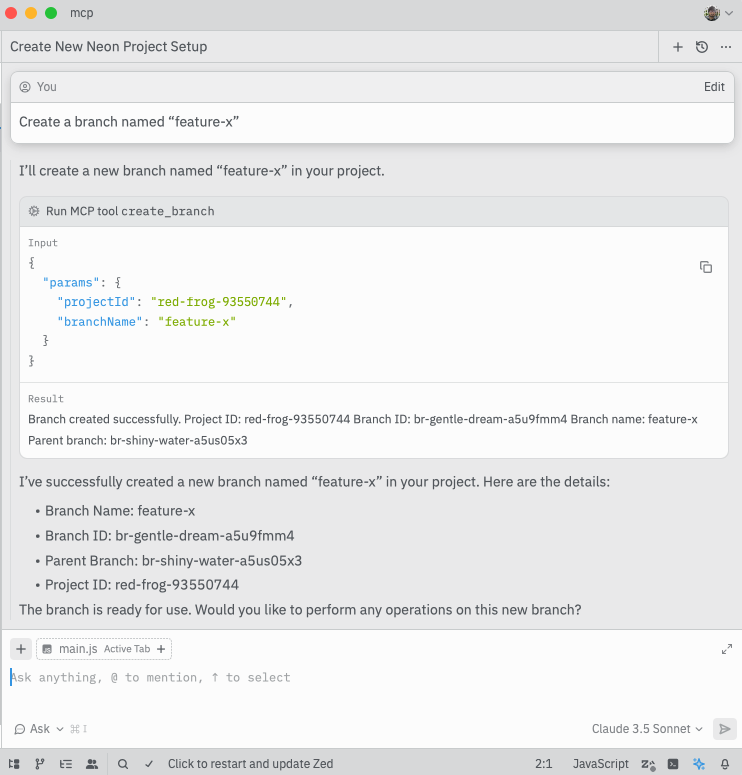 mcp
Create New Neon Project Setup
You
Edit
Create a branch named “feature-x”
I’ll create a new branch named “feature-x” in your project.
Run MCP tool create_branch
Input
{
"params": {
"projectId": "red-frog-93550744",
"branchName": "feature-x"
}
}
Result
Branch created successfully. Project ID: red-frog-93550744 Branch ID: br-gentle-dream-a5u9fmm4 Branch name: feature-x
Parent branch: br-shiny-water-a5us05x3
I’ve successfully created a new branch named “feature-x” in your project. Here are the details:
• Branch Name: feature-x
• Branch ID: br-gentle-dream-a5u9fmm4
• Parent Branch: br-shiny-water-a5us05x3
• Project ID: red-frog-93550744
The branch is ready for use. Would you like to perform any operations on this new branch?
main.js Active Tab +
Ask anything, @ to mention, ↑ to select
Ask ⌘I
Claude 3.5 Sonnet
Click to restart and update Zed
2:1
JavaScript